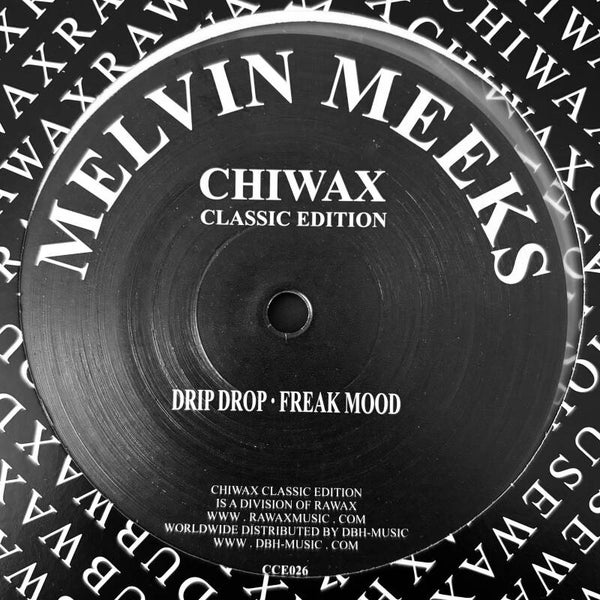 MELVIN MEEKS
CHIWAX
CLASSIC EDITION
DRIP DROP · FREAK MOOD
CHIWAX CLASSIC EDITION
IS A DIVISION OF RAWAX
WWW . RAWAXMUSIC . COM
WORLDWIDE DISTRIBUTED BY DBH-MUSIC
WWW . DBH-MUSIC . COM
CCE026